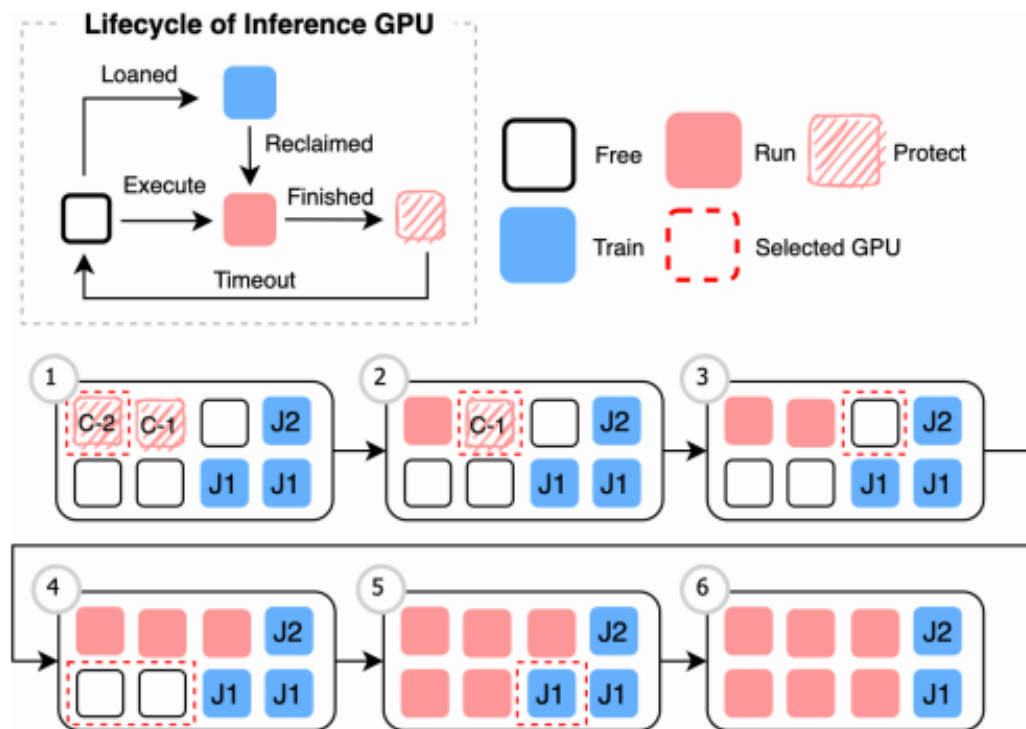 Lifecycle of Inference GPU
Loaned
Reclaimed
Execute
Finished
Timeout
Free
Run
Protect
Train
Selected GPU
1
C-2
C-1
J2
J1
J1
2
C-1
J2
J1
J1
3
J2
J1
J1
4
J2
J1
J1
5
J2
J1
J1
6
J2
J1